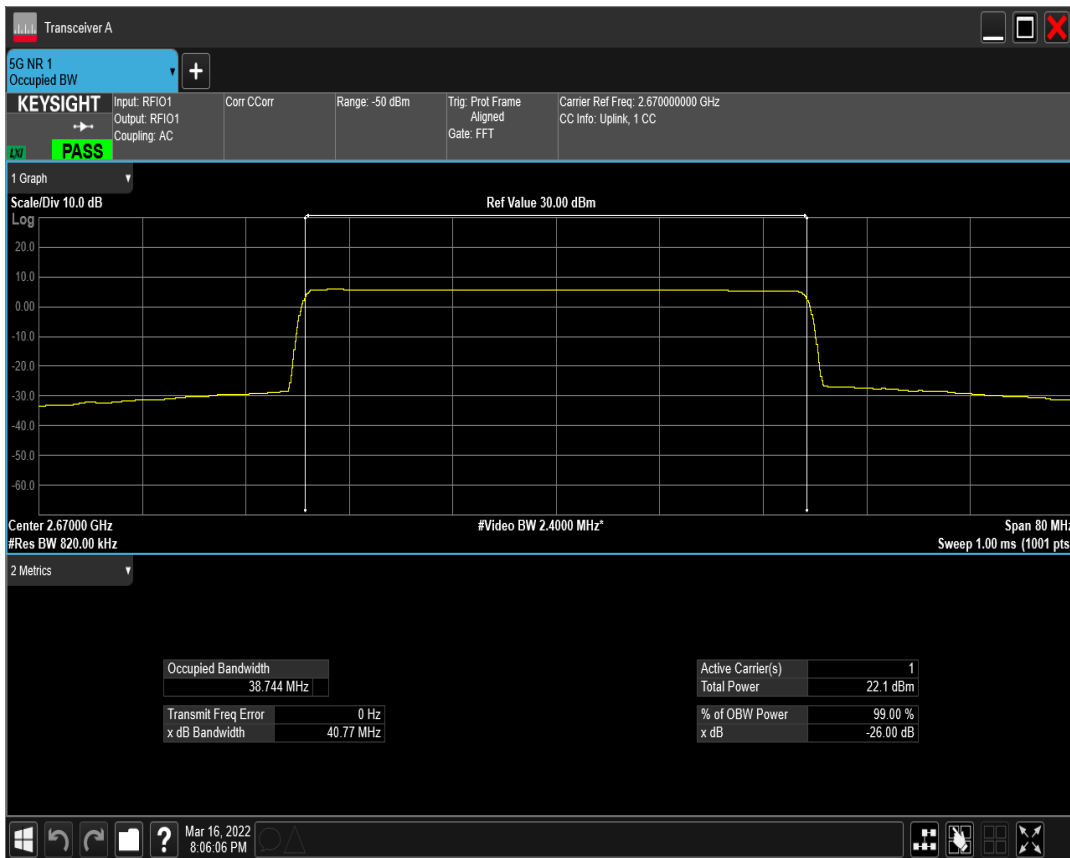 Transceiver A
5G NR 1
Occupied BW
KEYSIGHT
LXI
PASS
Input: RFIO1
Output: RFIO1
Coupling: AC
Corr CCorr
Range: -50 dBm
Trig: Prot Frame
Aligned
Gate: FFT
Carrier Ref Freq: 2.670000000 GHz
CC Info: Uplink, 1 CC
1 Graph
Scale/Div 10.0 dB
Ref Value 30.00 dBm
Log
20.0
10.0
0.00
-10.0
-20.0
-30.0
-40.0
-50.0
-60.0
Center 2.67000 GHz
#Video BW 2.4000 MHz*
Span 80 MHz
#Res BW 820.00 kHz
Sweep 1.00 ms (1001 pts
2 Metrics
Occupied Bandwidth
38.744 MHz
Transmit Freq Error 0 Hz
x dB Bandwidth 40.77 MHz
Active Carrier(s) 1
Total Power 22.1 dBm
% of OBW Power 99.00 %
x dB -26.00 dB
?
Mar 16, 2022
8:06:06 PM